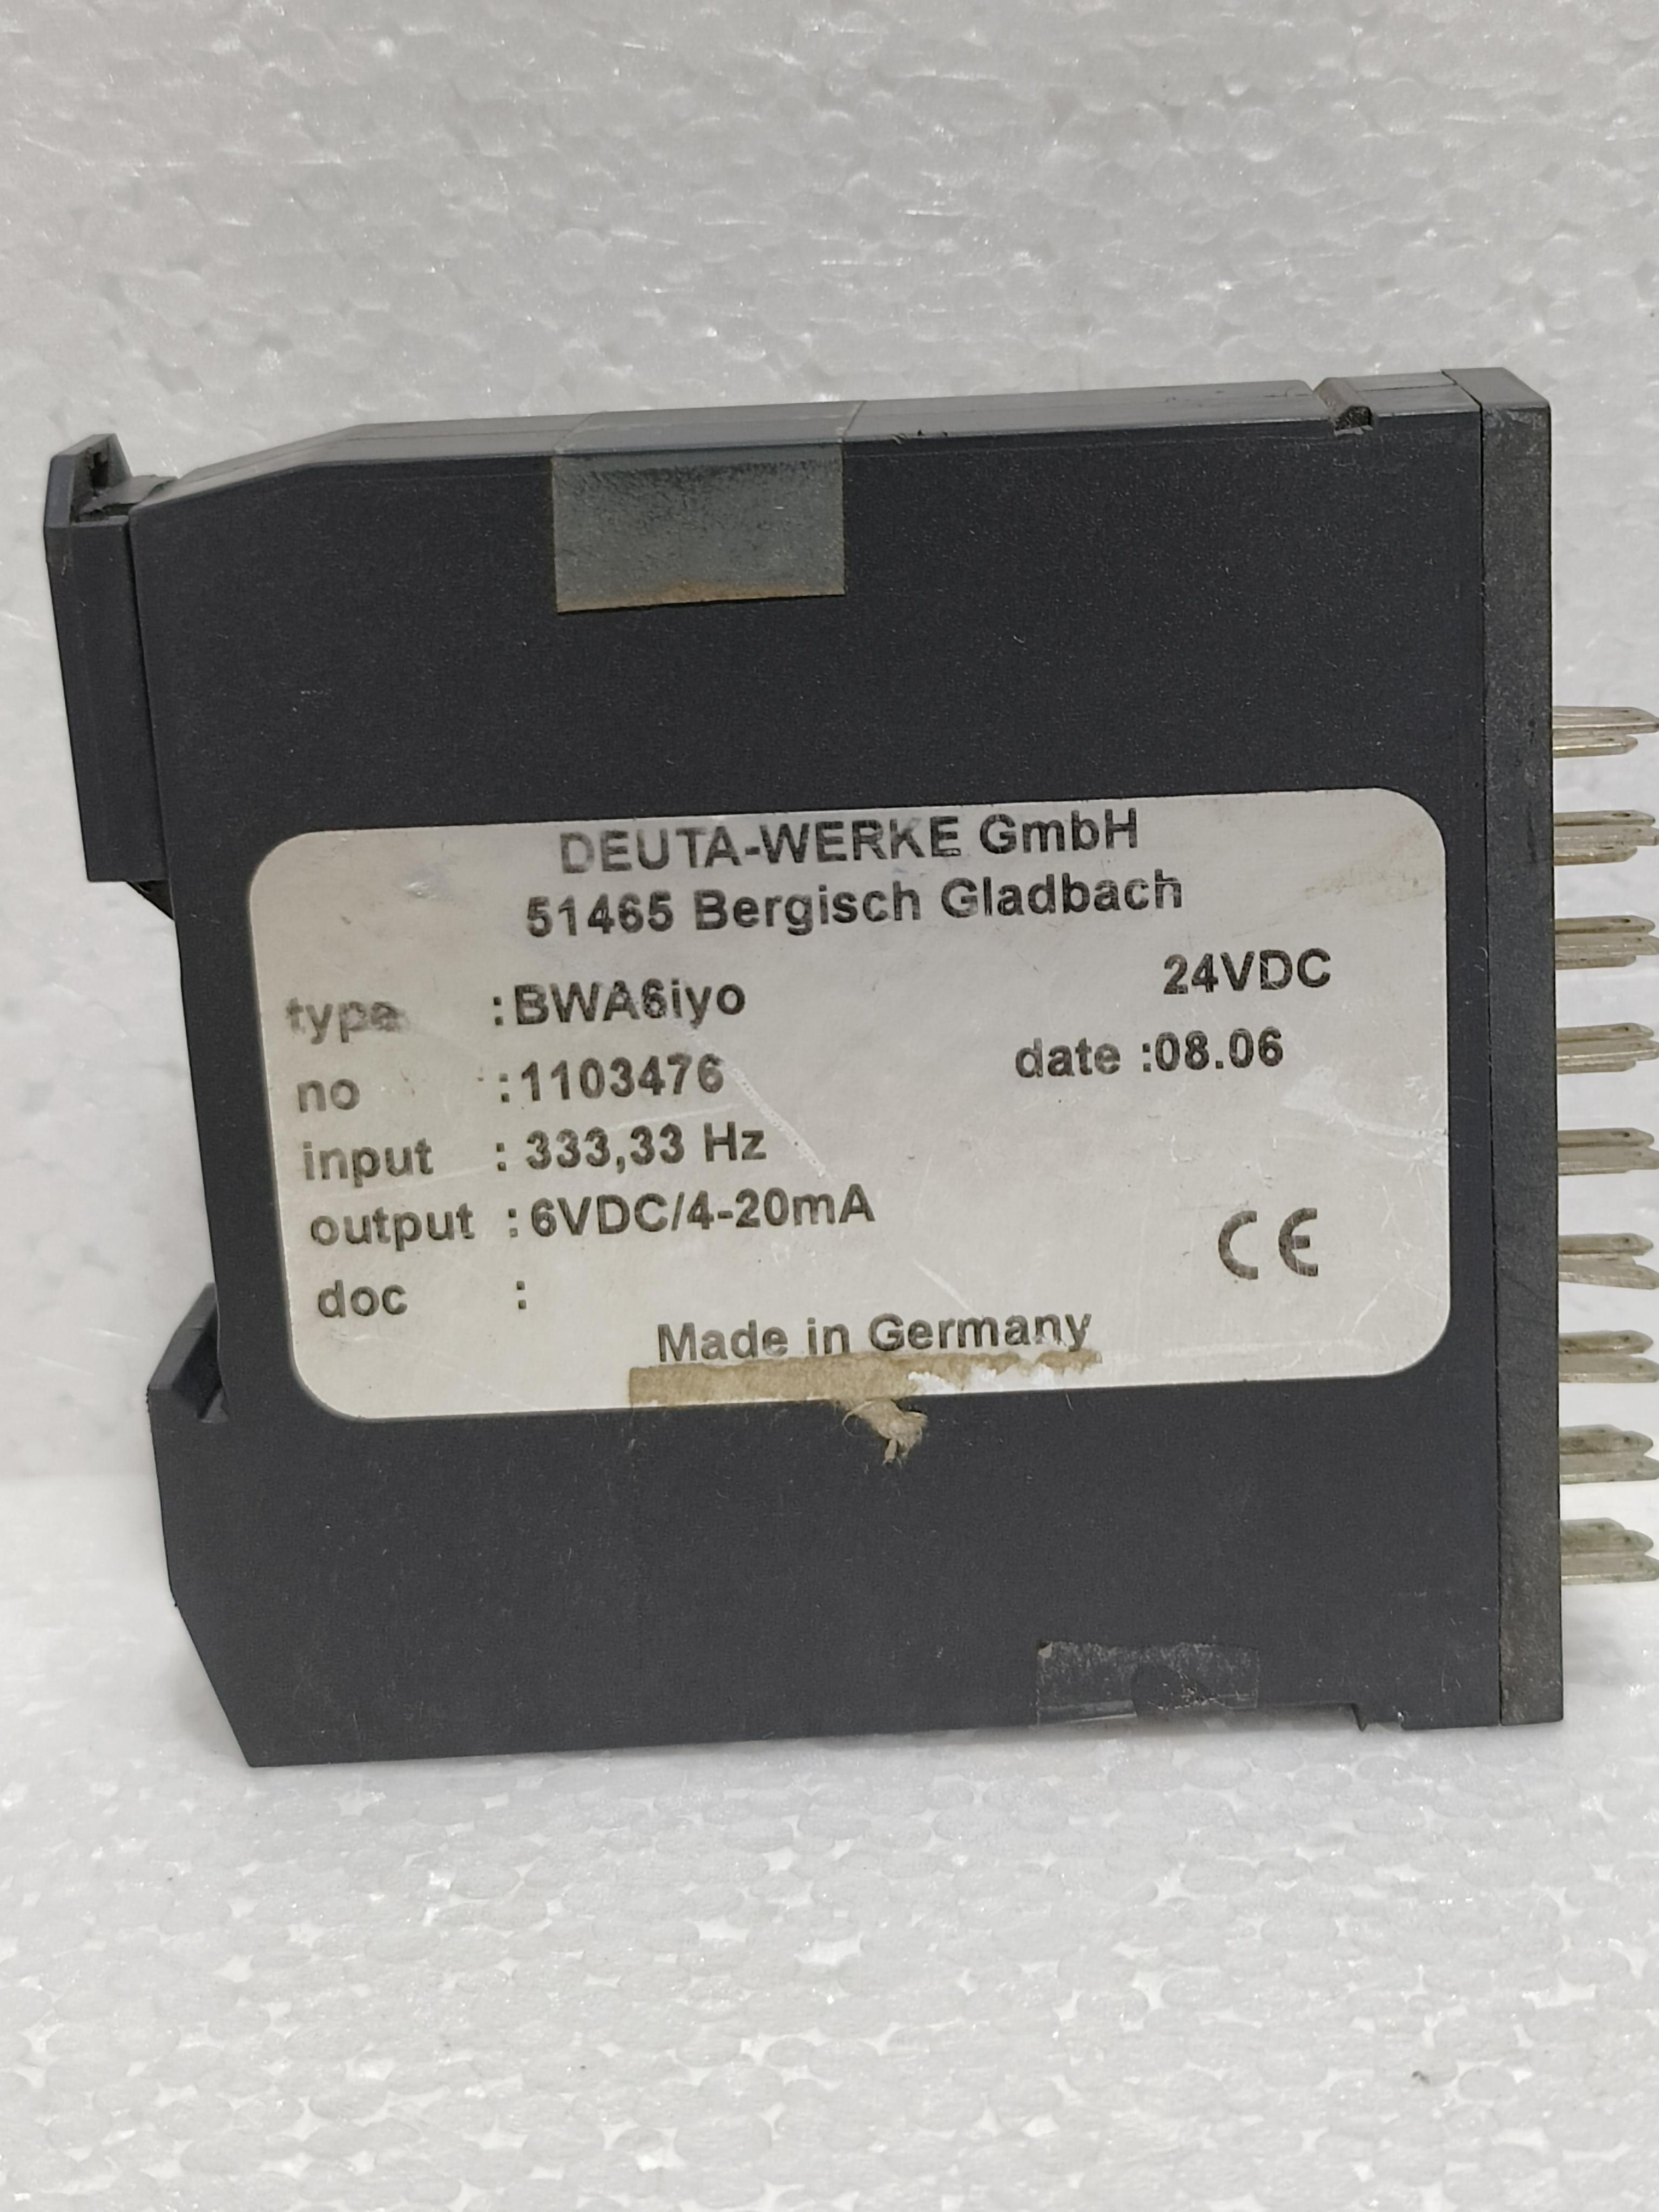 DEUTA-WERKE GmbH
51465 Bergisch Gladbach
24VDC
type :BWA6iyo
no :1103476 date :08.06
input : 333,33 Hz
output : 6VDC/4-20mA
CE
doc :
Made in Germany